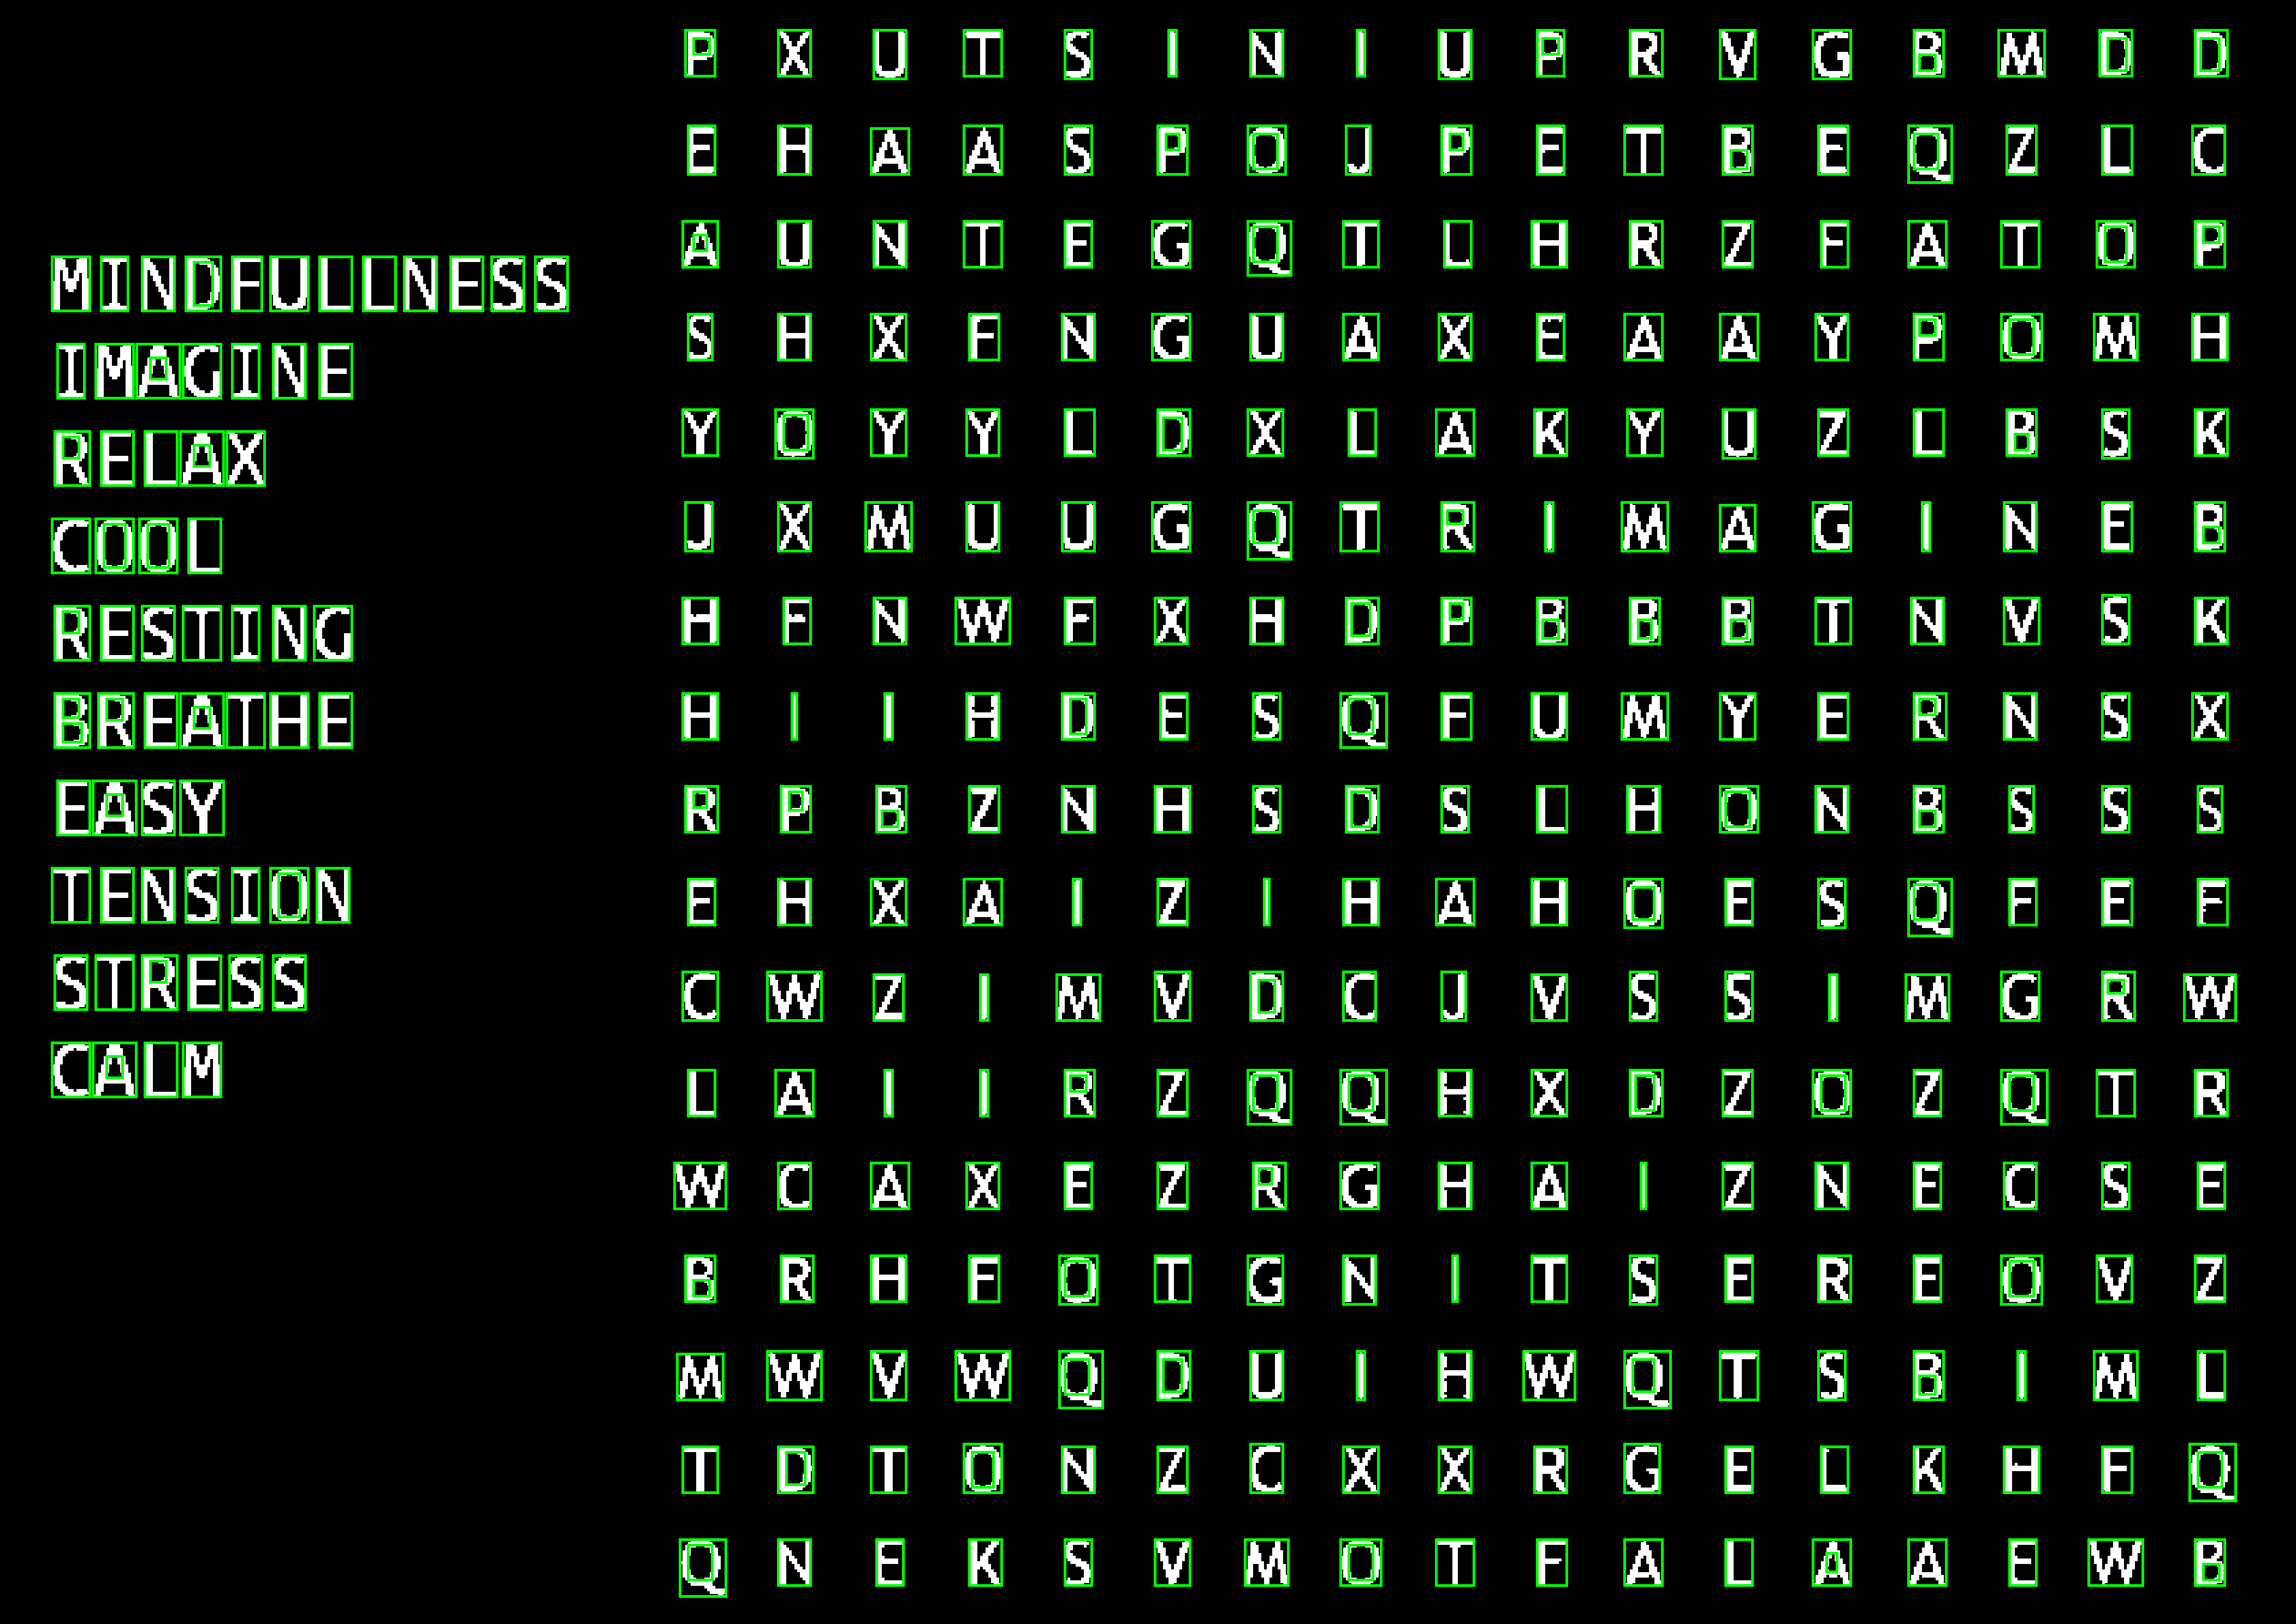 MINDFULLNESS
IMAGINE
RELAX
COOL
RESTING
BREATHE
EASY
TENSION
STRESS
CALM
P X U T S I N I U P R V G B M D D
E H A A S P O J P E T B E Q Z L C
A U N T E G Q T L H R Z F A T O P
S H X F N G U A X E A A Y P O M H
Y O Y Y L D X L A K Y U Z L B S K
J X M U U G Q T R I M A G I N E B
H F N W F X H D P B B B T N V S K
H I I H D E S Q F U M Y E R N S X
R P B Z N H S D S L H O N B S S S
E H X A I Z I H A H O E S Q F E F
C W Z I M V D C J V S S I M G R W
L A I I R Z Q Q H X D Z O Z Q T R
W C A X E Z R G H A I Z N E C S E
B R H F O T G N I T S E R E O V Z
M W V W Q D U I H W Q T S B I M L
T D T O N Z C X X R G E L K H F Q
Q N E K S V M O T F A L A A E W B